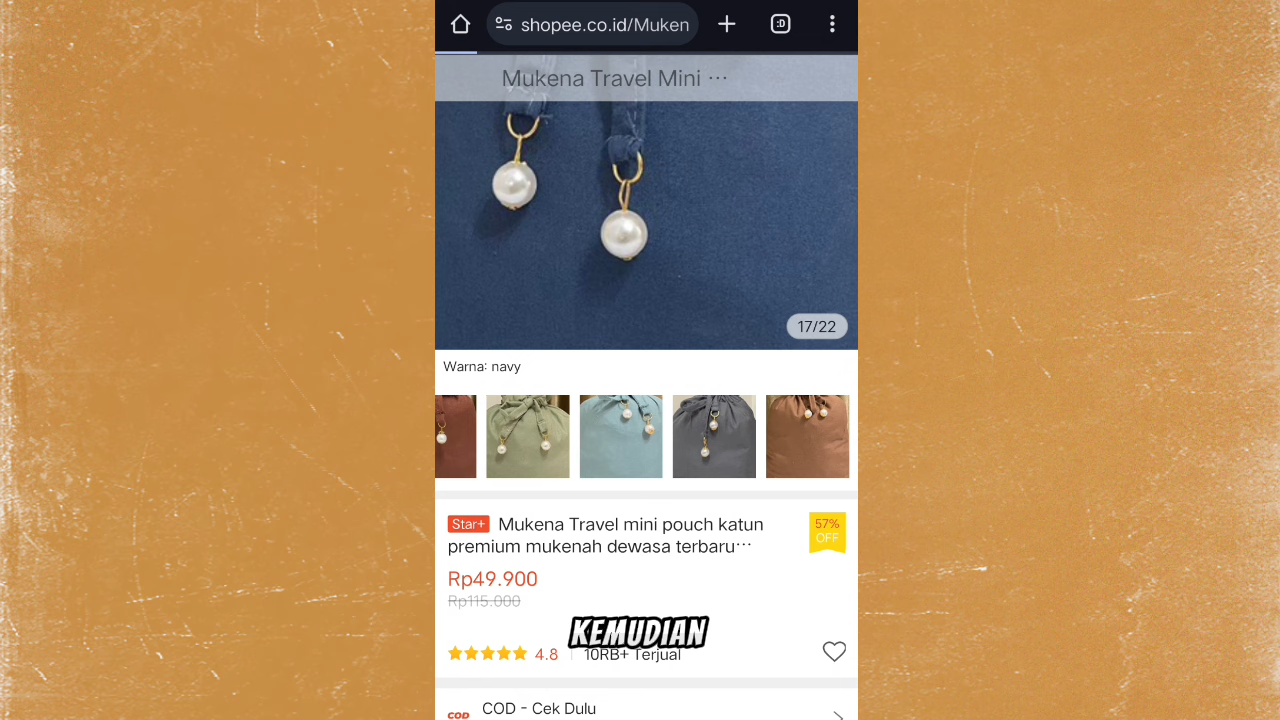 shopee.co.id/Muken
:D
Mukena Travel Mini ···
17/22
Warna: navy
Star+ Mukena Travel mini pouch katun
premium mukenah dewasa terbaru···
57%
OFF
Rp49.900
Rp115.000
KEMUDIAN
4.8
10RB+ Terjual
COD
COD - Cek Dulu